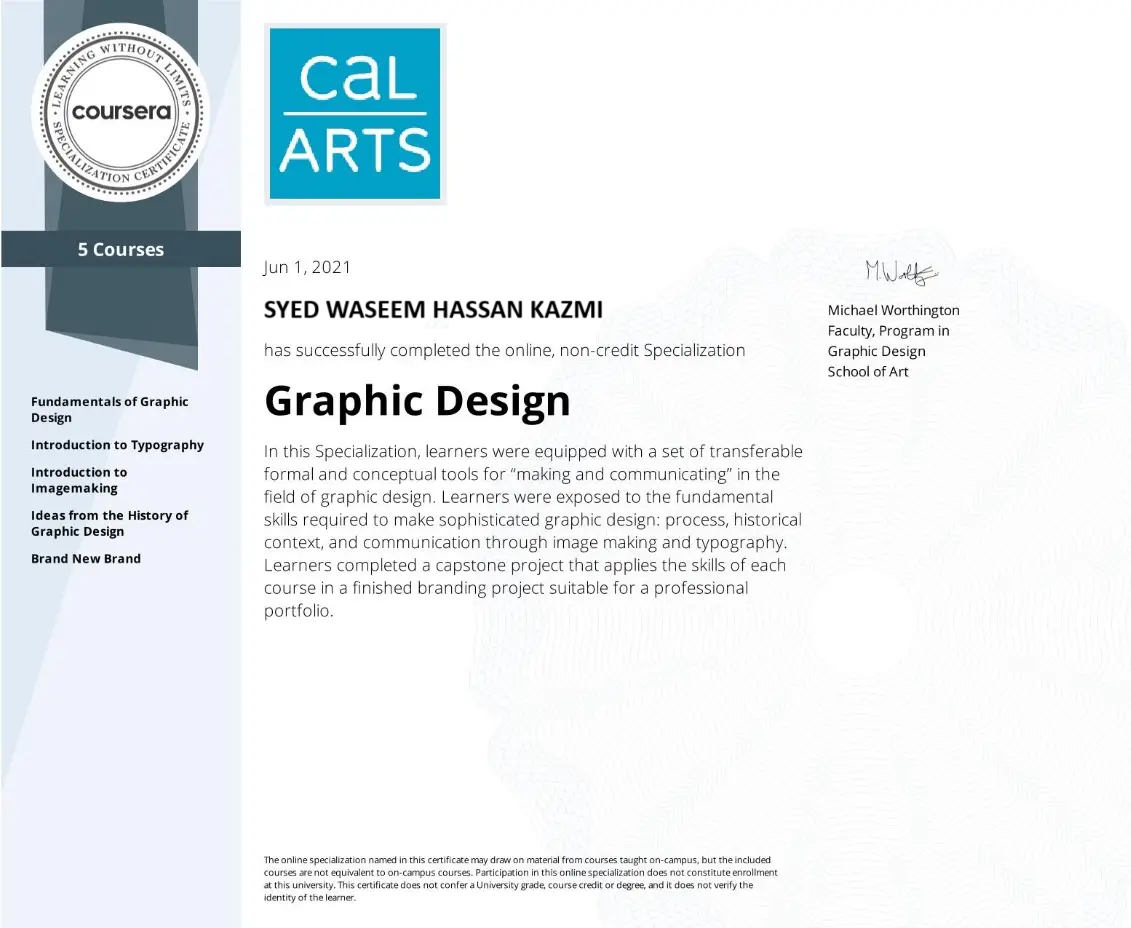 LEARNING WITHOUT LIMITS
coursera
SPECIALIZATION CERTIFICATE
5 Courses
Fundamentals of Graphic
Design
Introduction to Typography
Introduction to
Imagemaking
Ideas from the History of
Graphic Design
Brand New Brand
CaL
ARTS
Jun 1, 2021
SYED WASEEM HASSAN KAZMI
has successfully completed the online, non-credit Specialization
Graphic Design
In this Specialization, learners were equipped with a set of transferable
formal and conceptual tools for “making and communicating” in the
field of graphic design. Learners were exposed to the fundamental
skills required to make sophisticated graphic design: process, historical
context, and communication through image making and typography.
Learners completed a capstone project that applies the skills of each
course in a finished branding project suitable for a professional
portfolio.
Michael Worthington
Faculty, Program in
Graphic Design
School of Art
The online specialization named in this certificate may draw on material from courses taught on-campus, but the included
courses are not equivalent to on-campus courses. Participation in this online specialization does not constitute enrollment
at this university. This certificate does not confer a University grade, course credit or degree, and it does not verify the
identity of the learner.